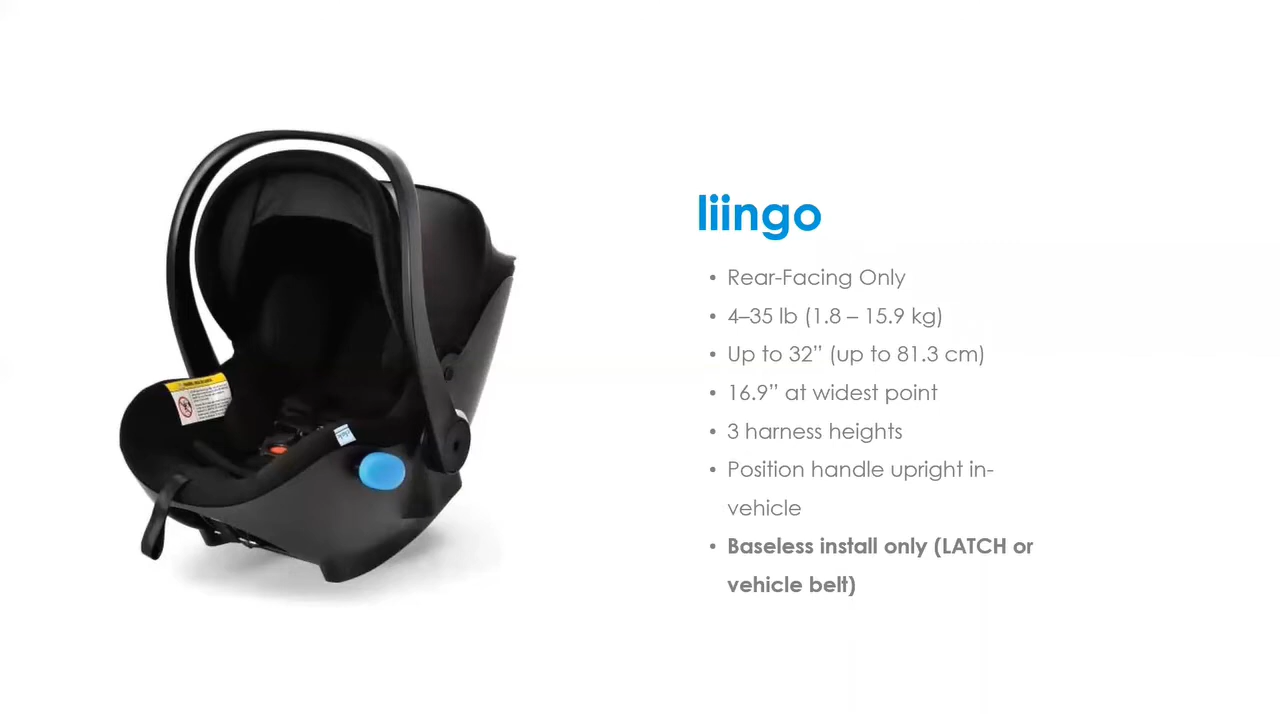 liingo
• Rear-Facing Only
• 4–35 lb (1.8 – 15.9 kg)
• Up to 32” (up to 81.3 cm)
• 16.9” at widest point
• 3 harness heights
• Position handle upright in-
vehicle
• Baseless install only (LATCH or
vehicle belt)